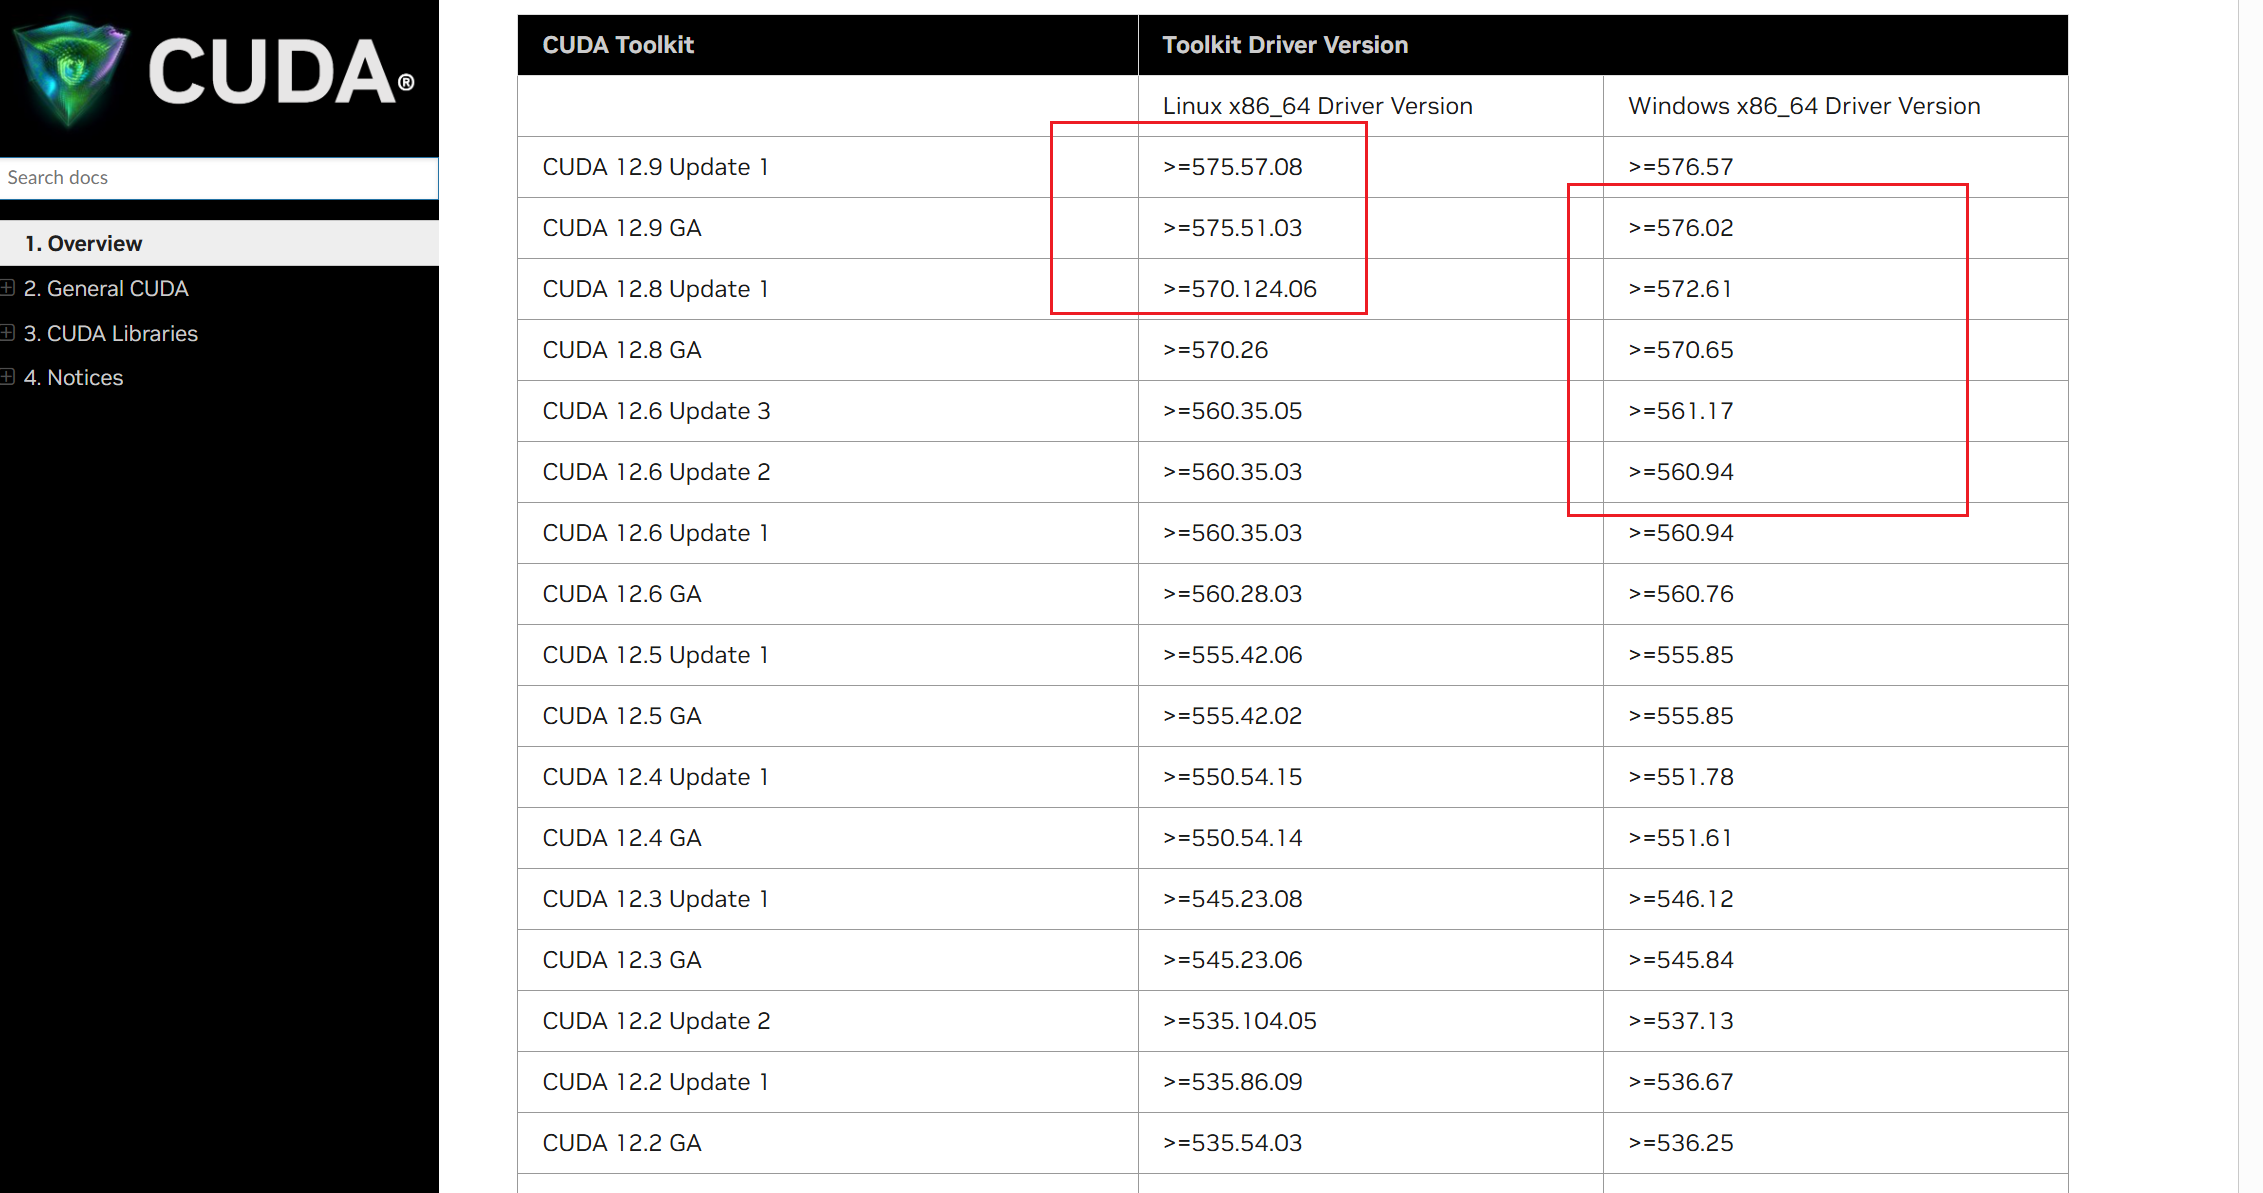 CUDA®
Search docs
1. Overview
2. General CUDA
3. CUDA Libraries
4. Notices
CUDA Toolkit Toolkit Driver Version
Linux x86_64 Driver Version Windows x86_64 Driver Version
CUDA 12.9 Update 1 >=575.57.08 >=576.57
CUDA 12.9 GA >=575.51.03 >=576.02
CUDA 12.8 Update 1 >=570.124.06 >=572.61
CUDA 12.8 GA >=570.26 >=570.65
CUDA 12.6 Update 3 >=560.35.05 >=561.17
CUDA 12.6 Update 2 >=560.35.03 >=560.94
CUDA 12.6 Update 1 >=560.35.03 >=560.94
CUDA 12.6 GA >=560.28.03 >=560.76
CUDA 12.5 Update 1 >=555.42.06 >=555.85
CUDA 12.5 GA >=555.42.02 >=555.85
CUDA 12.4 Update 1 >=550.54.15 >=551.78
CUDA 12.4 GA >=550.54.14 >=551.61
CUDA 12.3 Update 1 >=545.23.08 >=546.12
CUDA 12.3 GA >=545.23.06 >=545.84
CUDA 12.2 Update 2 >=535.104.05 >=537.13
CUDA 12.2 Update 1 >=535.86.09 >=536.67
CUDA 12.2 GA >=535.54.03 >=536.25